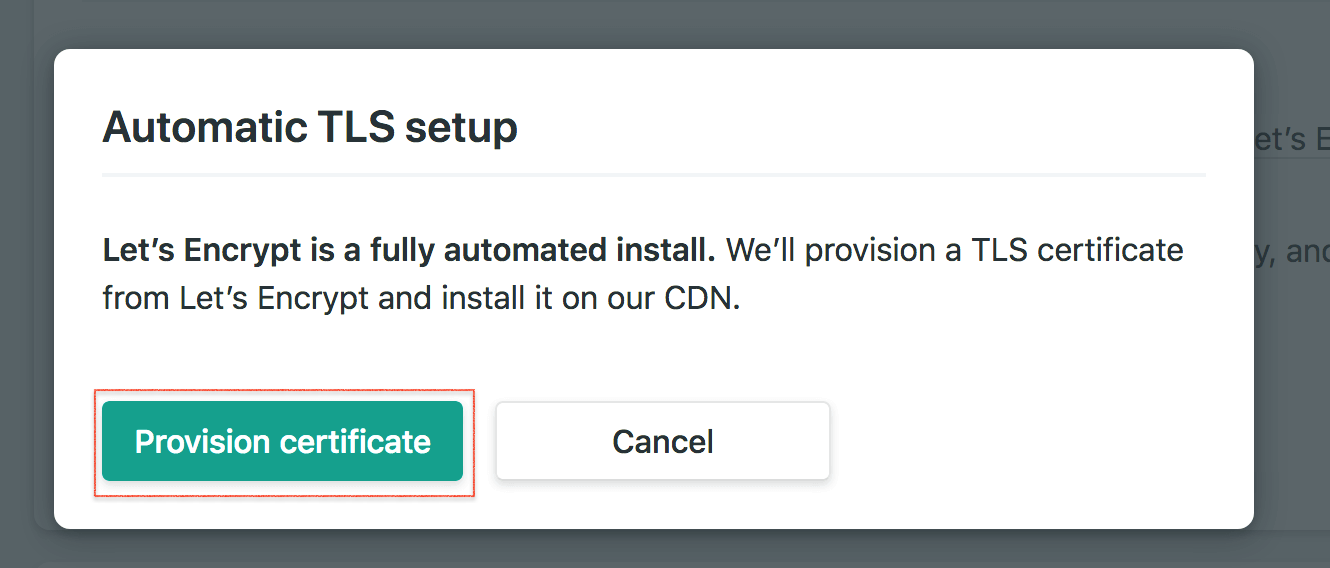 Automatic TLS setup
et’s E
Let’s Encrypt is a fully automated install. We’ll provision a TLS certificate
y, and
from Let’s Encrypt and install it on our CDN.
Provision certificate
Cancel